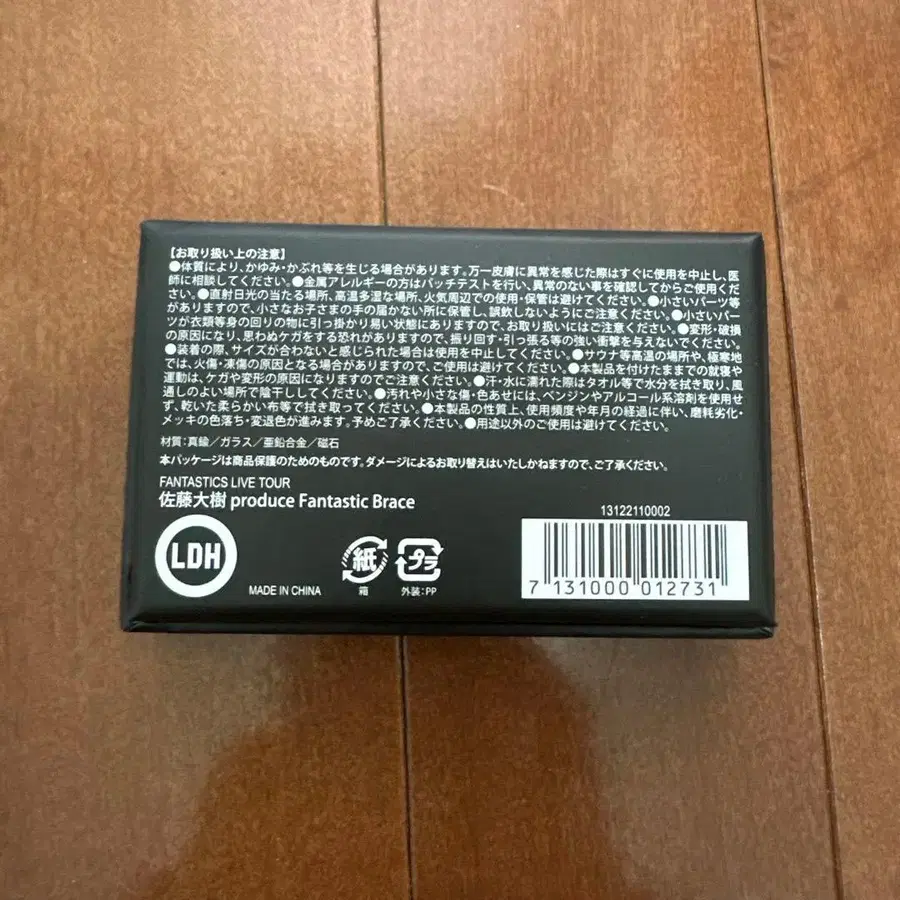 【お取り扱い上の注意】
●体質により、かゆみ・かぶれ等を生じる場合があります。万一皮膚に異常を感じた際はすぐに使用を中止し、医
師に相談してください。●金属アレルギーの方はパッチテストを行い、異常のない事を確認してからご使用くだ
さい。●直射日光の当たる場所、高温多湿な場所、火気周辺での使用・保管は避けてください。●小さいパーツ等
がありますので、小さなお子さまの手の届かない所に保管し、誤飲しないようにご注意ください。●小さいパー
ツが衣類等身の回りの物に引っ掛かり易い状態にありますので、お取り扱いにはご注意ください。●変形・破損
の原因になり、思わぬケガをする恐れがありますので、振り回す・引っ張る等の強い衝撃を与えないでください。
●装着の際、サイズが合わないと感じられた場合は使用を中止してください。●サウナ等高温の場所や、極寒地
では、火傷・凍傷の原因となる場合がありますので、ご使用は避けてください。●本製品を付けたままでの就寝や
運動は、ケガや変形の原因になりますのでご注意ください。●汗・水に濡れた際はタオル等で水分を拭き取り、風
通しのよい場所で陰干ししてください。●汚れや小さな傷・色あせには、ベンジンやアルコール系溶剤を使用せ
ず、乾いた柔らかい布等で拭き取ってください。●本製品の性質上、使用頻度や年月の経過に伴い、磨耗劣化・
メッキの色落ち・変退色が進みます。予めご了承ください。●用途以外のご使用は避けてください。
材質：真鍮／ガラス／亜鉛合金／磁石
本パッケージは商品保護のためのものです。ダメージによるお取り替えはいたしかねますので、ご了承ください。
FANTASTICS LIVE TOUR
佐藤大樹 produce Fantastic Brace
13122110002
LDH
MADE IN CHINA
紙
箱
プラ
外装：PP
7 131000 012731